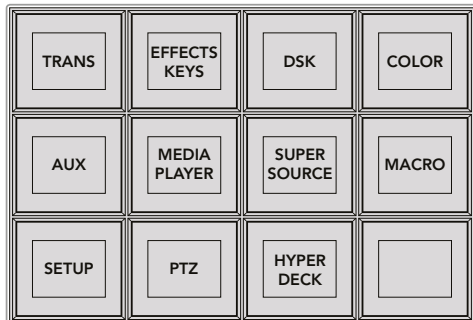 TRANS
EFFECTS
KEYS
DSK
COLOR
AUX
MEDIA
PLAYER
SUPER
SOURCE
MACRO
SETUP
PTZ
HYPER
DECK